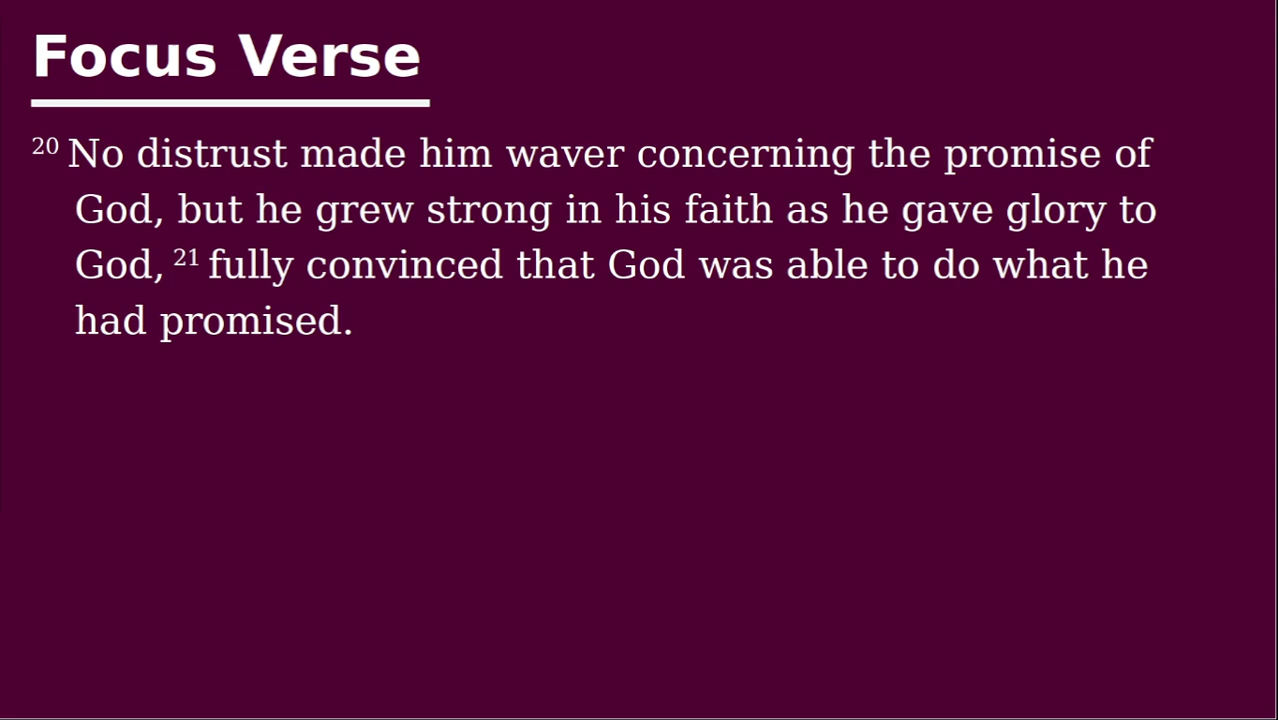 Focus Verse
20 No distrust made him waver concerning the promise of
God, but he grew strong in his faith as he gave glory to
God, 21 fully convinced that God was able to do what he
had promised.